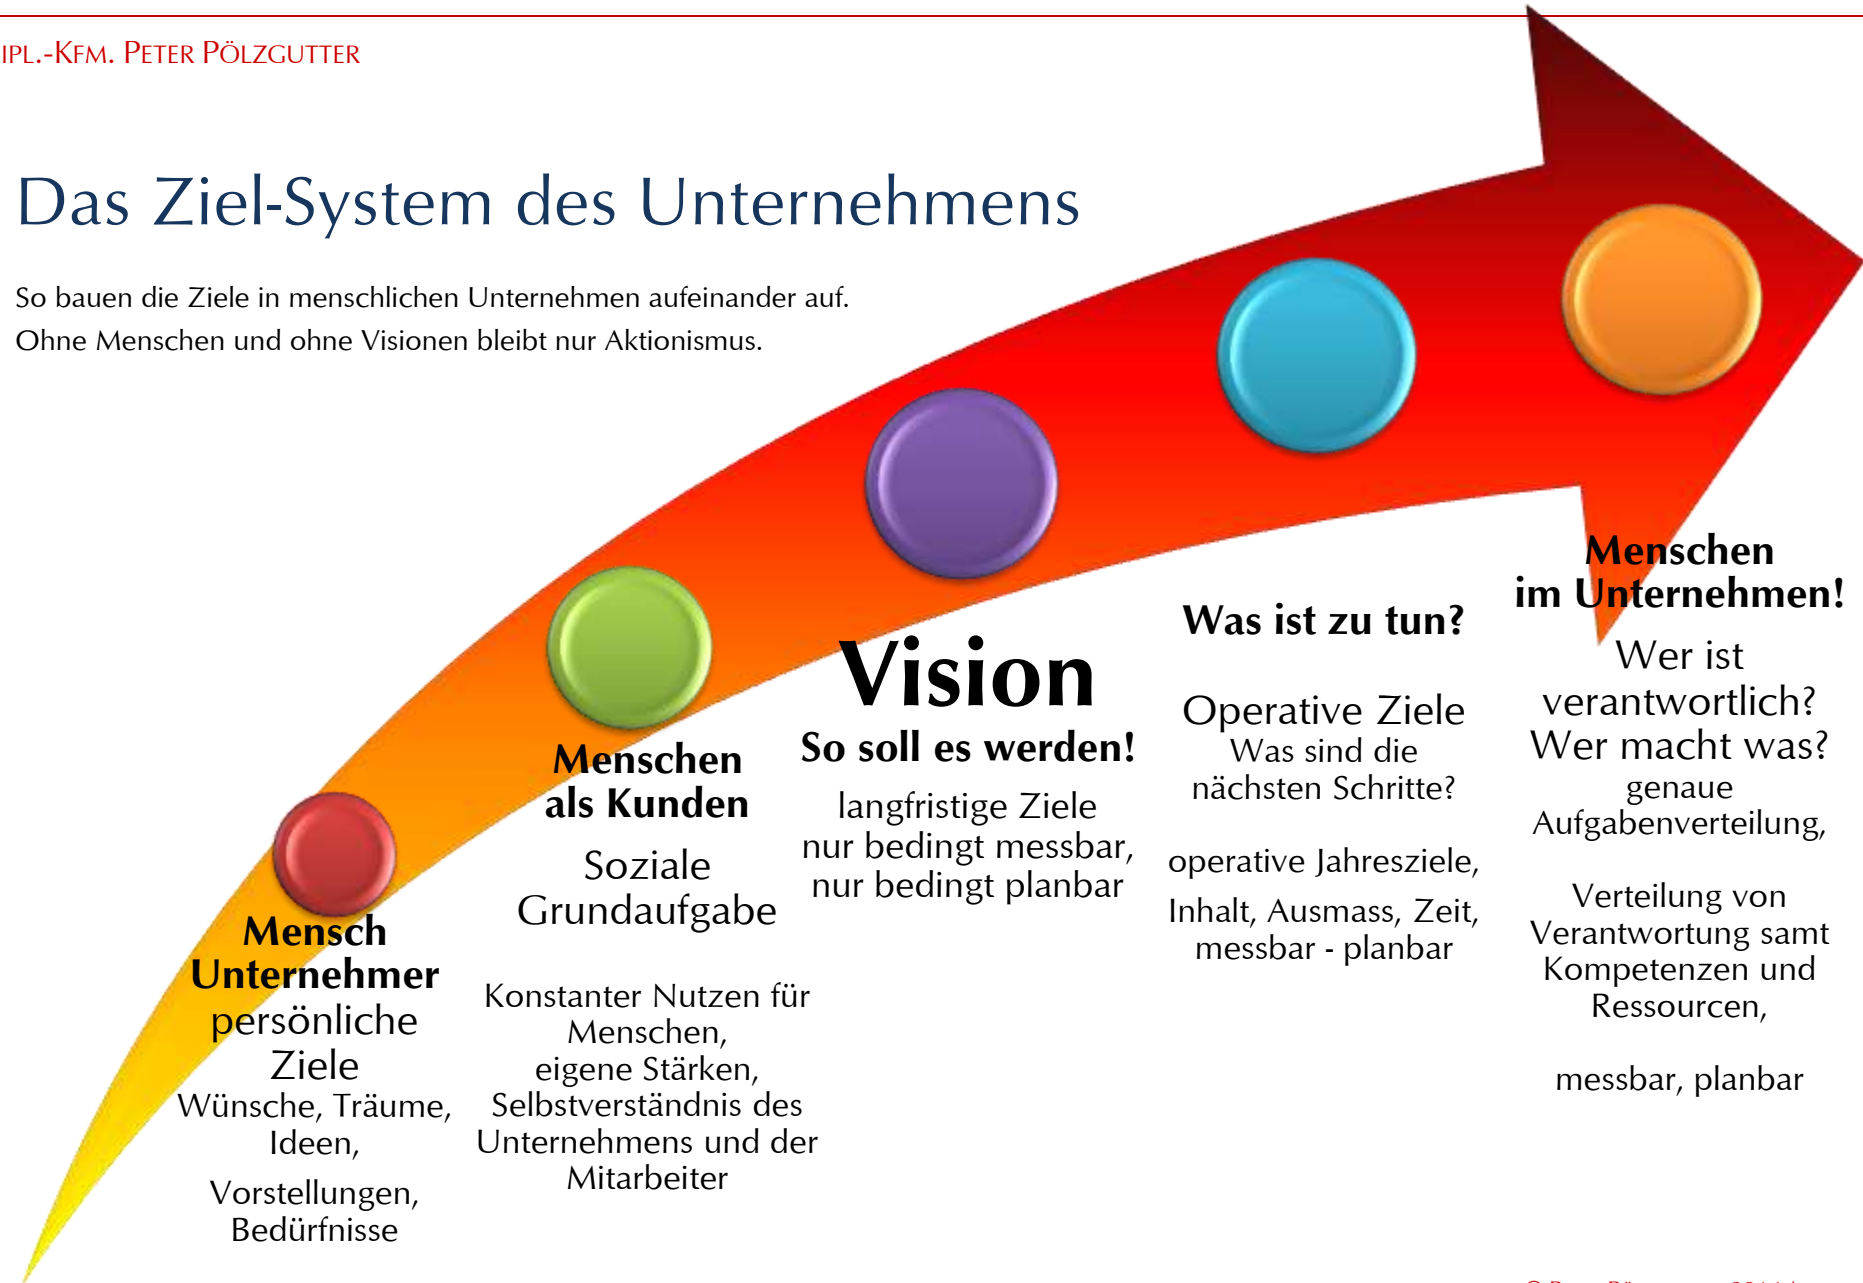 IPL.-KFM. PETER PÖLZGUTTER
Das Ziel-System des Unternehmens
So bauen die Ziele in menschlichen Unternehmen aufeinander auf.
Ohne Menschen und ohne Visionen bleibt nur Aktionismus.
Mensch
Unternehmer
persönliche
Ziele
Wünsche, Träume,
Ideen,
Vorstellungen,
Bedürfnisse
Menschen
als Kunden
Soziale
Grundaufgabe
Konstanter Nutzen für
Menschen,
eigene Stärken,
Selbstverständnis des
Unternehmens und der
Mitarbeiter
Vision
So soll es werden!
langfristige Ziele
nur bedingt messbar,
nur bedingt planbar
Was ist zu tun?
Operative Ziele
Was sind die
nächsten Schritte?
operative Jahresziele,
Inhalt, Ausmass, Zeit,
messbar - planbar
Menschen
im Unternehmen!
Wer ist
verantwortlich?
Wer macht was?
genaue
Aufgabenverteilung,
Verteilung von
Verantwortung samt
Kompetenzen und
Ressourcen,
messbar, planbar